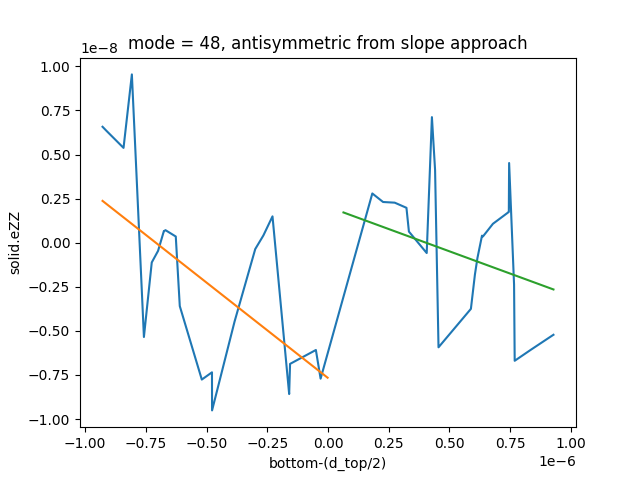 mode = 48, antisymmetric from slope approach
1e−8
1.00
0.75
0.50
0.25
0.00
−0.25
−0.50
−0.75
−1.00
solid.eZZ
−1.00 −0.75 −0.50 −0.25 0.00 0.25 0.50 0.75 1.00
bottom-(d_top/2)
1e−6